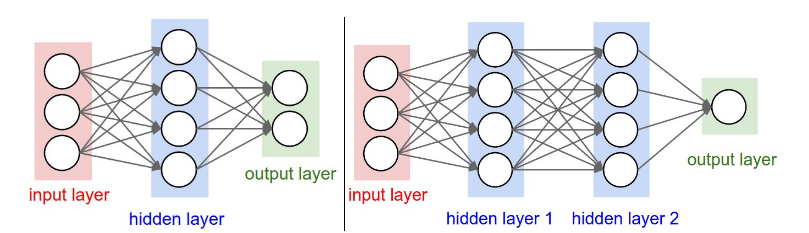 input layer
hidden layer
output layer
input layer
hidden layer 1
hidden layer 2
output layer